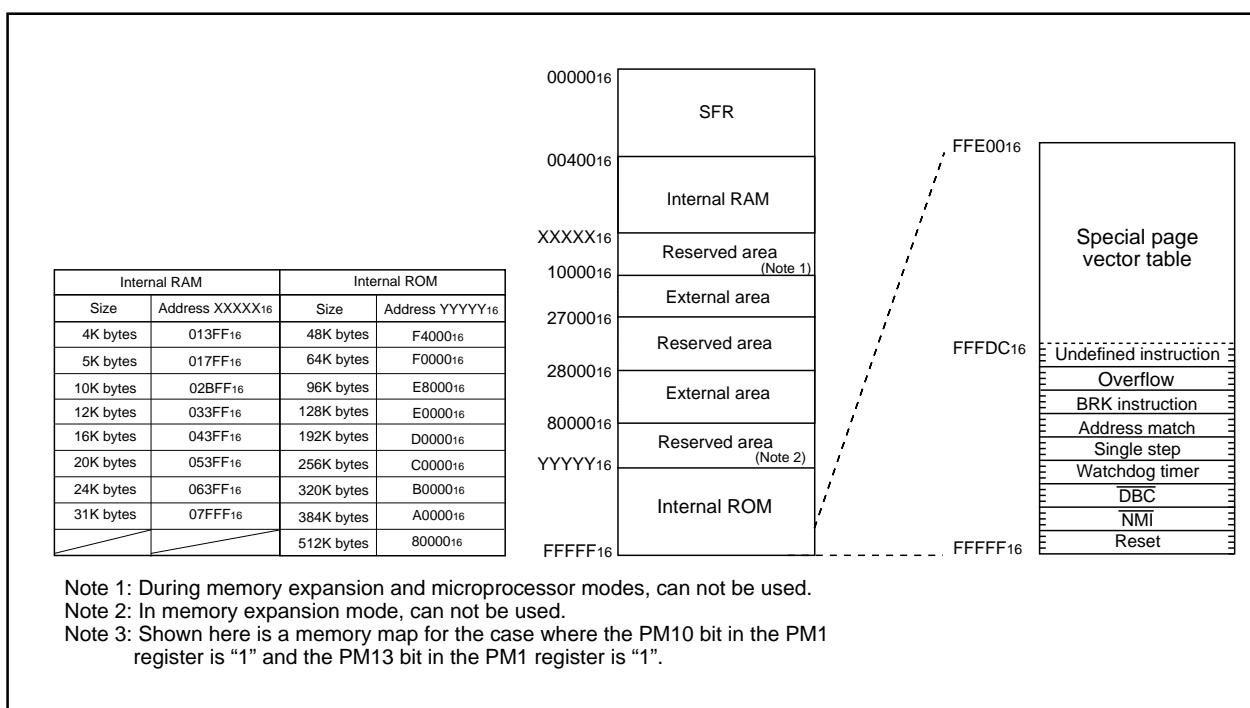 Internal RAM Internal ROM
Size Address XXXXX16 Size Address YYYYY16
4K bytes 013FF16 48K bytes F400016
5K bytes 017FF16 64K bytes F000016
10K bytes 02BFF16 96K bytes E800016
12K bytes 033FF16 128K bytes E000016
16K bytes 043FF16 192K bytes D000016
20K bytes 053FF16 256K bytes C000016
24K bytes 063FF16 320K bytes B000016
31K bytes 07FFF16 384K bytes A000016
512K bytes 8000016
0000016
SFR
0040016
Internal RAM
XXXXX16
Reserved area
(Note 1)
1000016
External area
2700016
Reserved area
2800016
External area
8000016
Reserved area
(Note 2)
YYYYY16
Internal ROM
FFFFF16
FFE0016
Special page
vector table
FFFDC16
Undefined instruction
Overflow
BRK instruction
Address match
Single step
Watchdog timer
DBC
NMI
Reset
FFFFF16
Note 1: During memory expansion and microprocessor modes, can not be used.
Note 2: In memory expansion mode, can not be used.
Note 3: Shown here is a memory map for the case where the PM10 bit in the PM1
register is “1” and the PM13 bit in the PM1 register is “1”.